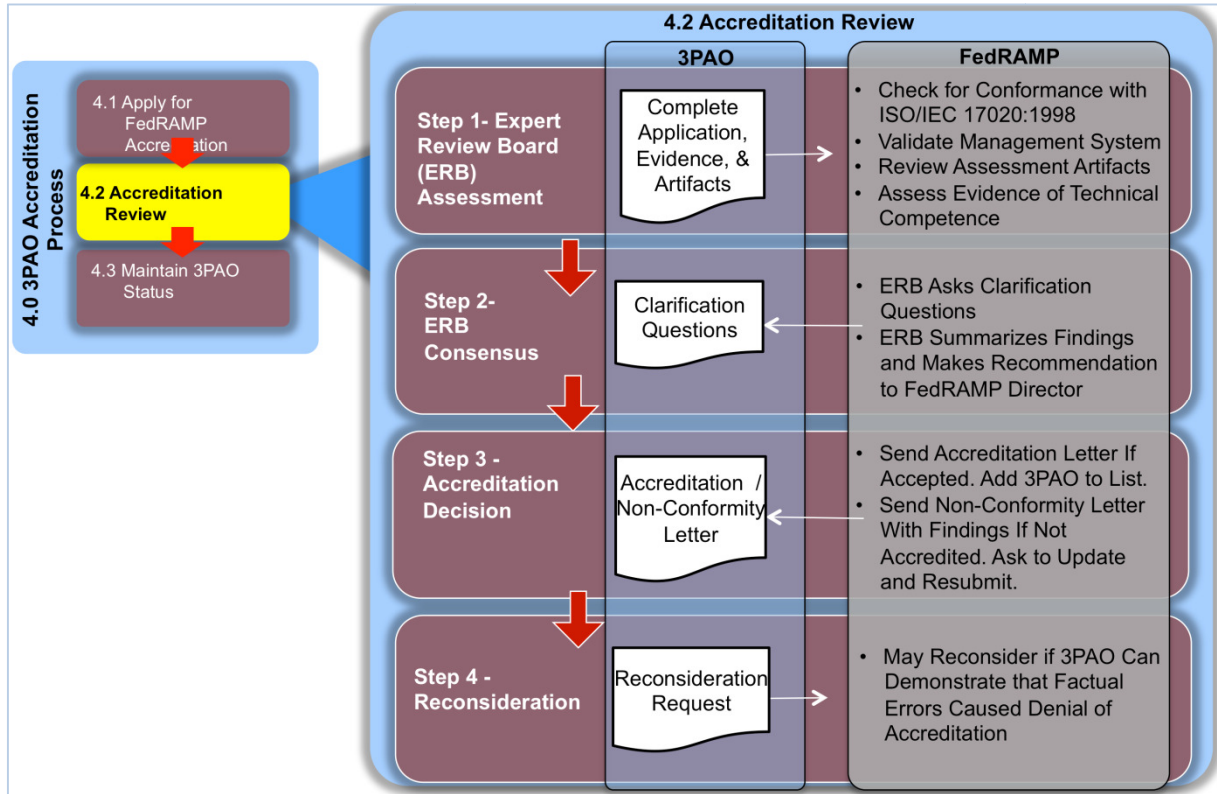 4.0 3PAO Accreditation
Process
4.1 Apply for
FedRAMP
Accreditation
4.2 Accreditation
Review
4.3 Maintain 3PAO
Status
4.2 Accreditation Review
3PAO
FedRAMP
Step 1- Expert
Review Board
(ERB)
Assessment
Complete
Application,
Evidence, &
Artifacts
• Check for Conformance with
ISO/IEC 17020:1998
• Validate Management System
• Review Assessment Artifacts
• Assess Evidence of Technical
Competence
Step 2-
ERB
Consensus
Clarification
Questions
• ERB Asks Clarification
Questions
• ERB Summarizes Findings
and Makes Recommendation
to FedRAMP Director
Step 3 -
Accreditation
Decision
Accreditation /
Non-Conformity
Letter
• Send Accreditation Letter If
Accepted. Add 3PAO to List.
• Send Non-Conformity Letter
With Findings If Not
Accredited. Ask to Update
and Resubmit.
Step 4 -
Reconsideration
Reconsideration
Request
• May Reconsider if 3PAO Can
Demonstrate that Factual
Errors Caused Denial of
Accreditation